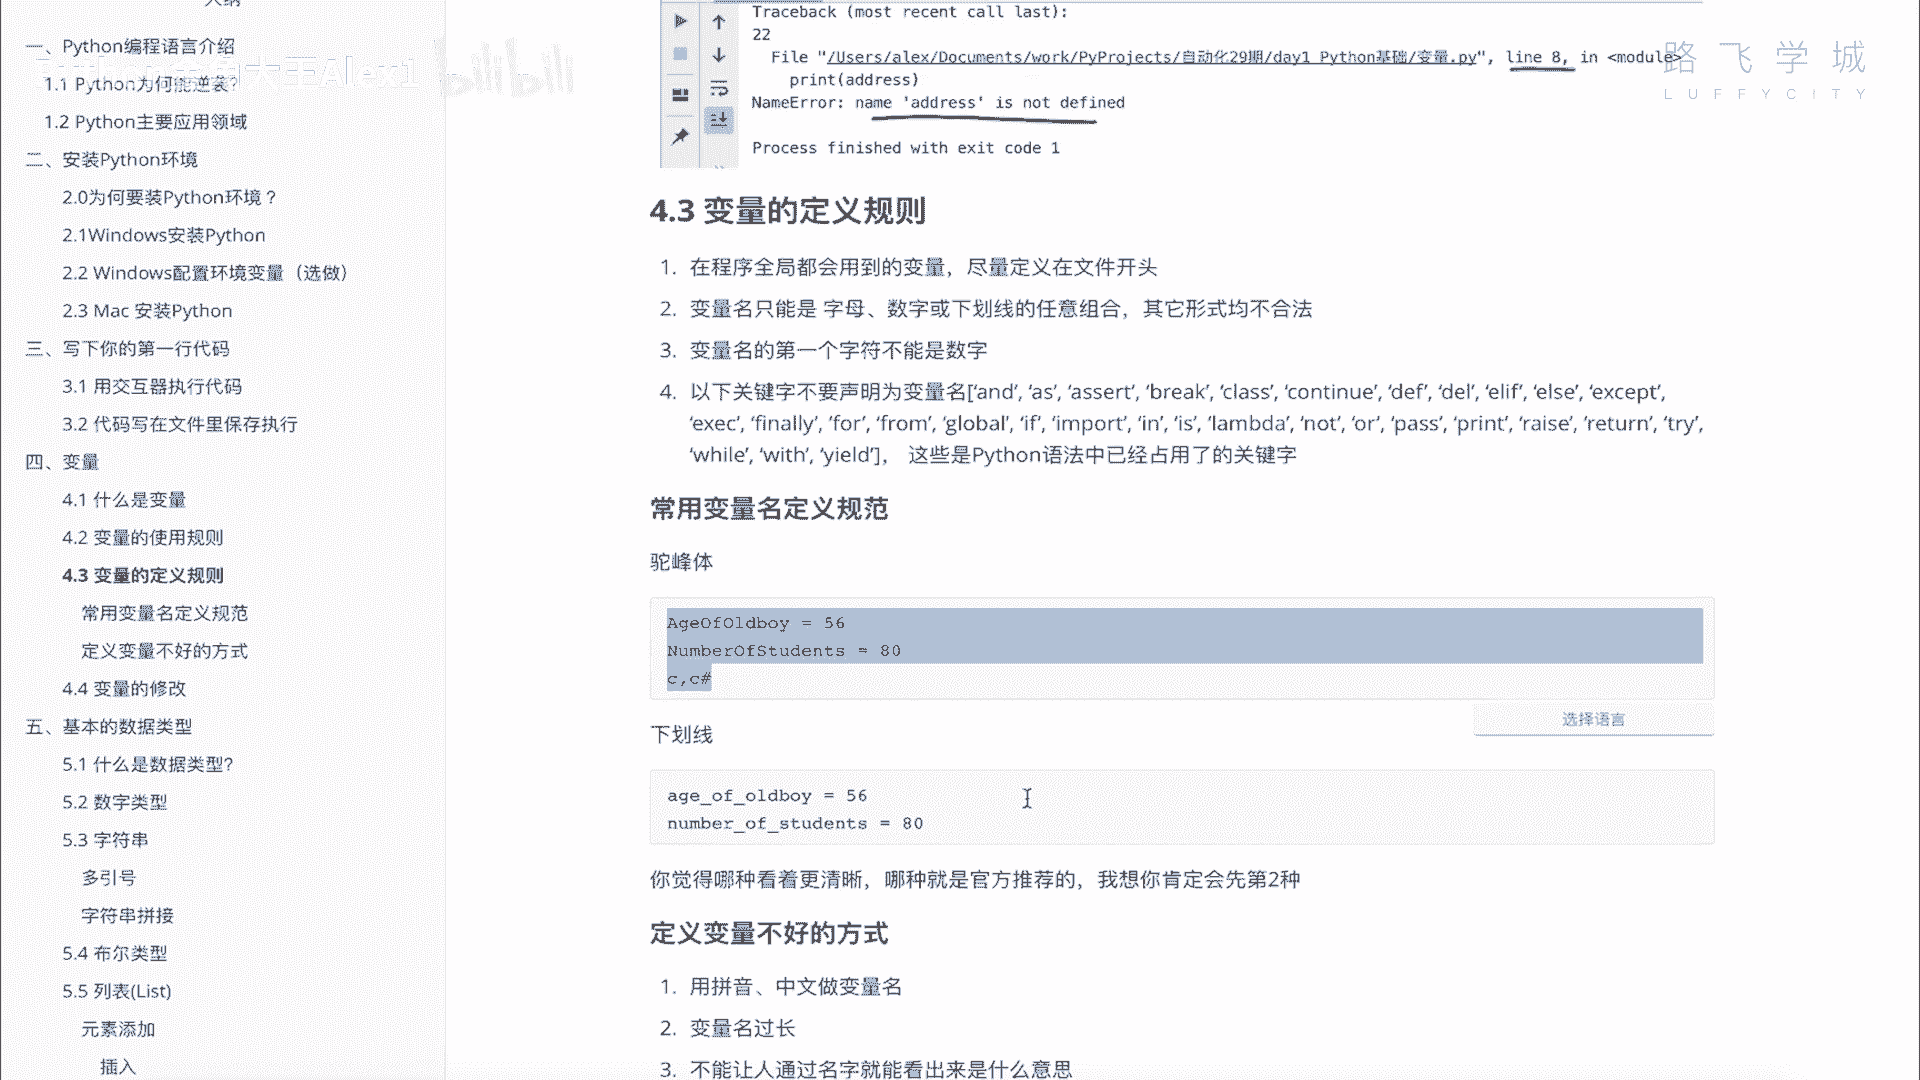 大纲
一、Python编程语言介绍
1.1 Python为何能逆袳?
1.2 Python主要应用领域
二、安装Python环境
2.0为何要装Python环境？
2.1Windows安装Python
2.2 Windows配置环境变量（选做）
2.3 Mac 安装Python
三、写下你的第一行代码
3.1 用交互器执行代码
3.2 代码写在文件里保存执行
四、变量
4.1 什么是变量
4.2 变量的使用规则
4.3 变量的定义规则
常用变量名定义规范
定义变量不好的方式
4.4 变量的修改
五、基本的数据类型
5.1 什么是数据类型?
5.2 数字类型
5.3 字符串
多引号
字符串拼接
5.4 布尔类型
5.5 列表(List)
元素添加
插入
大王Alex1
bilibili
Traceback (most recent call last):
22
File "/Users/alex/Documents/work/PyProjects/自动化29期/day1 Python基础/变量.py", line 8, in <module>
print(address)
NameError: name 'address' is not defined
Process finished with exit code 1
路飞学城
LUFFYCITY
4.3 变量的定义规则
1. 在程序全局都会用到的变量，尽量定义在文件开头
2. 变量名只能是 字母、数字或下划线的任意组合，其它形式均不合法
3. 变量名的第一个字符不能是数字
4. 以下关键字不要声明为变量名[‘and’, ‘as’, ‘assert’, ‘break’, ‘class’, ‘continue’, ‘def’, ‘del’, ‘elif’, ‘else’, ‘except’,
‘exec’, ‘finally’, ‘for’, ‘from’, ‘global’, ‘if’, ‘import’, ‘in’, ‘is’, ‘lambda’, ‘not’, ‘or’, ‘pass’, ‘print’, ‘raise’, ‘return’, ‘try’,
‘while’, ‘with’, ‘yield’]， 这些是Python语法中已经占用了的关键字
常用变量名定义规范
驼峰体
AgeOfOldboy = 56
NumberOfStudents = 80
c,c#
选择语言
下划线
age_of_oldboy = 56
number_of_students = 80
你觉得哪种看着更清晰，哪种就是官方推荐的，我想你肯定会先第2种
定义变量不好的方式
1. 用拼音、中文做变量名
2. 变量名过长
3. 不能让人通过名字就能看出来是什么意思